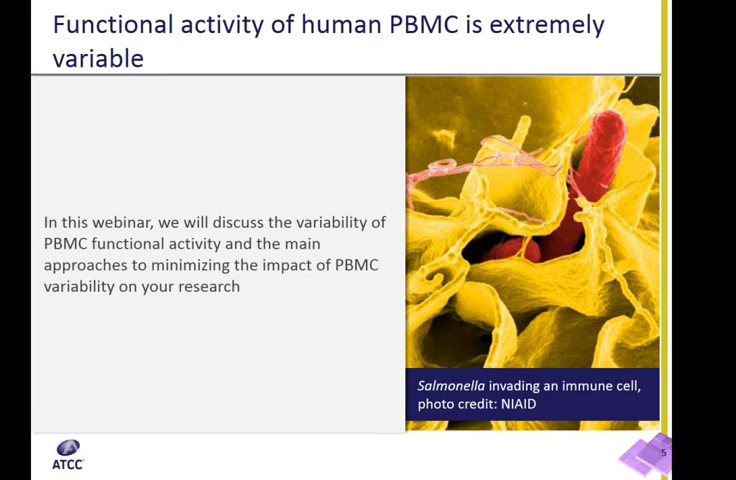 Functional activity of human PBMC is extremely
variable
In this webinar, we will discuss the variability of
PBMC functional activity and the main
approaches to minimizing the impact of PBMC
variability on your research
Salmonella invading an immune cell,
photo credit: NIAID
ATCC
5